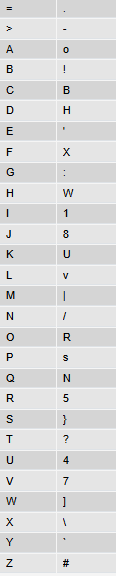 = .
> -
A o
B !
C B
D H
E '
F X
G :
H W
I 1
J 8
K U
L v
M |
N /
O R
P s
Q N
R 5
S }
T ?
U 4
V 7
W ]
X \
Y `
Z #